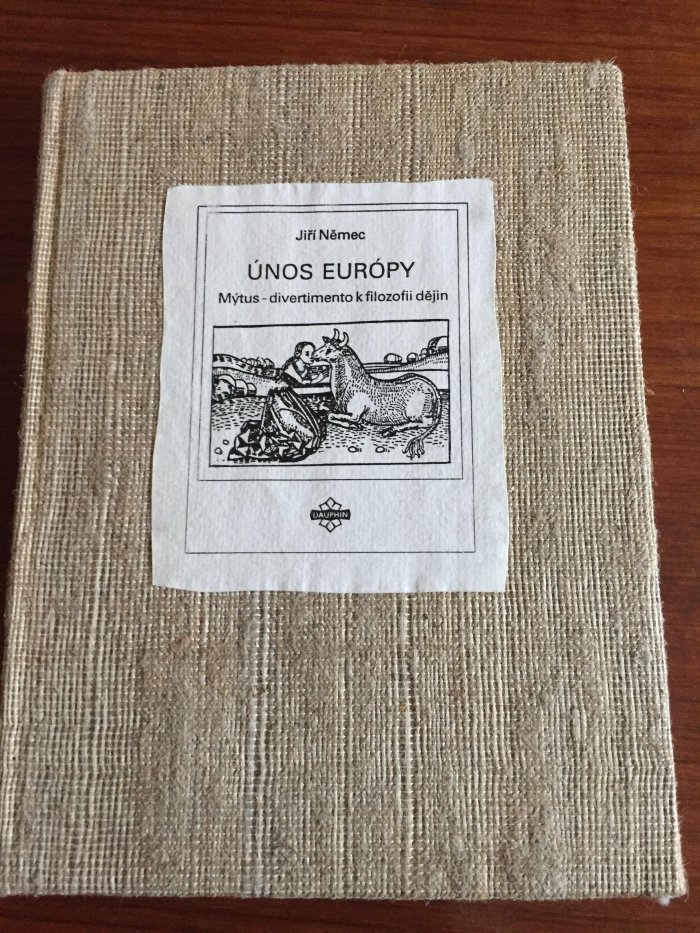 Jiří Němec
ÚNOS EURÓPY
Mýtus - divertimento k filozofii dějin
DAUPHIN